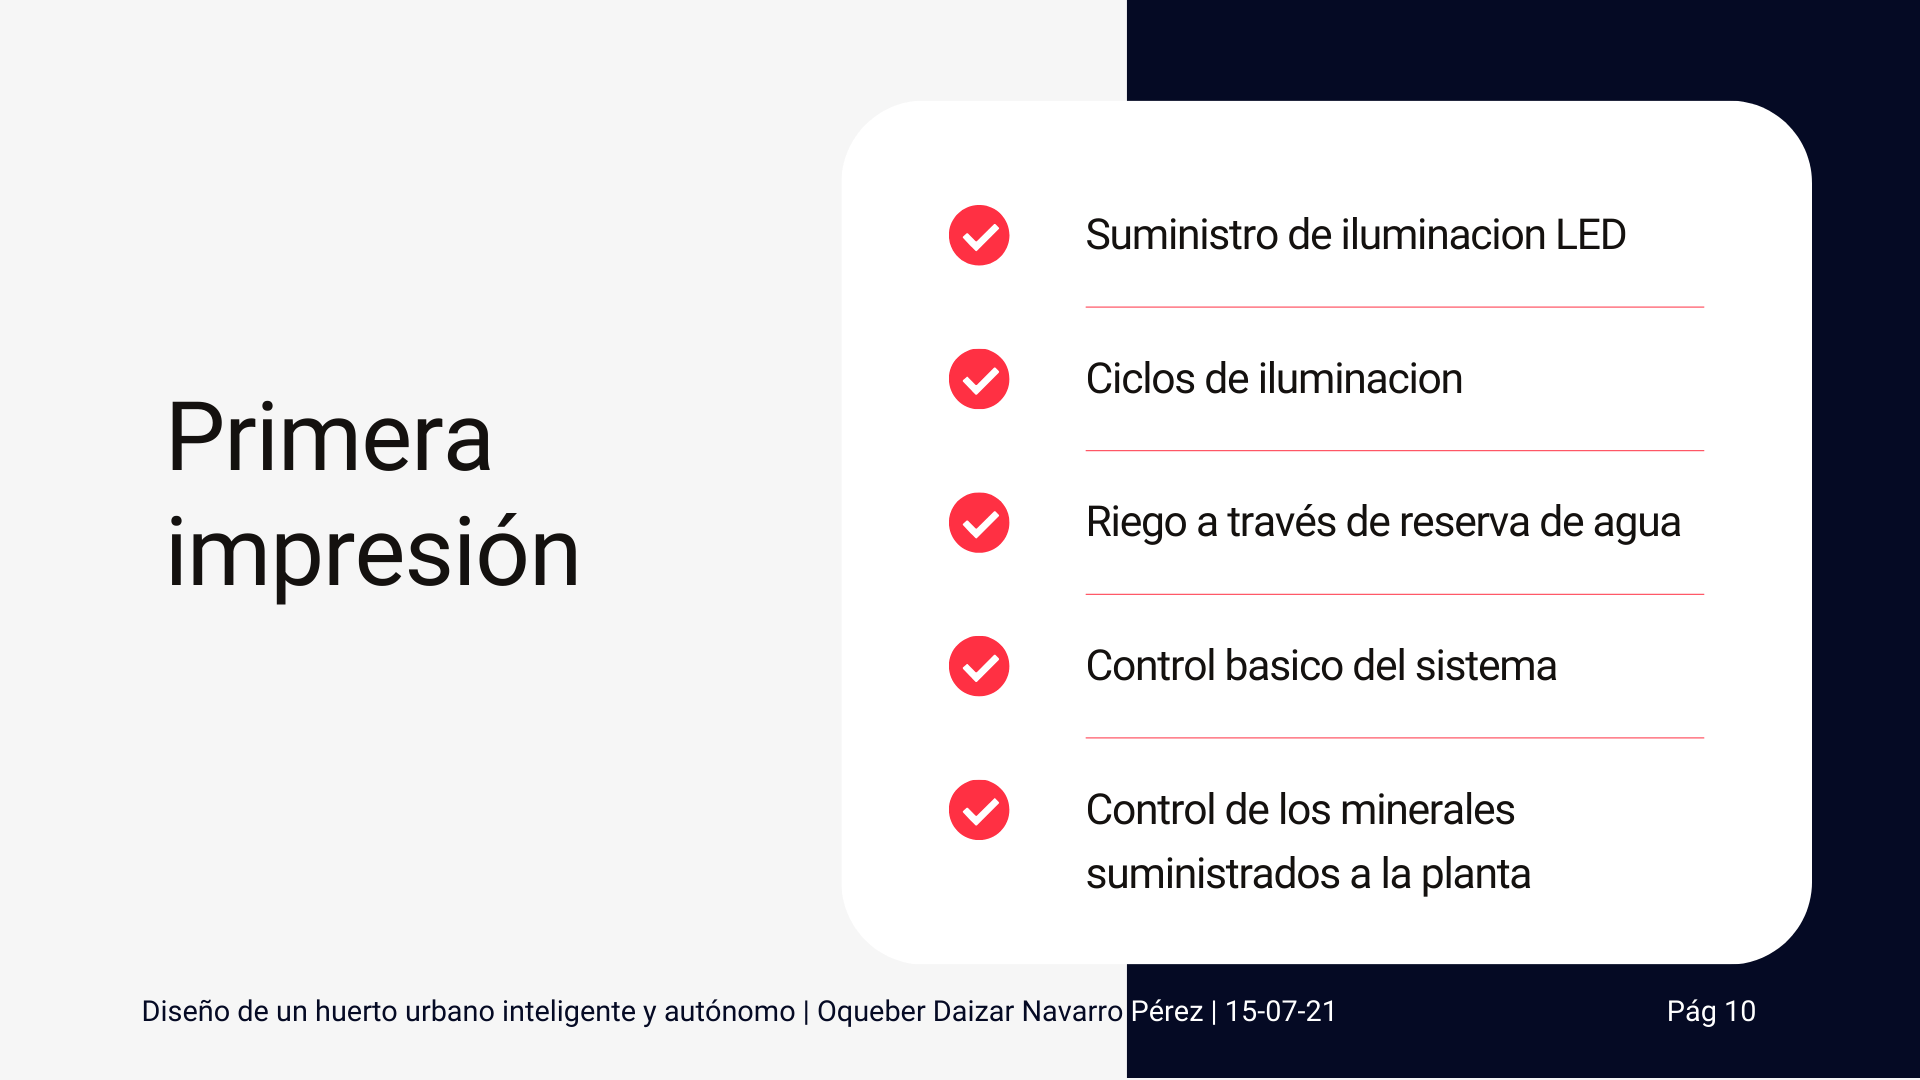 Primera
impresión
Suministro de iluminacion LED
Ciclos de iluminacion
Riego a través de reserva de agua
Control basico del sistema
Control de los minerales
suministrados a la planta
Diseño de un huerto urbano inteligente y autónomo | Oqueber Daizar Navarro Pérez | 15-07-21
Pág 10